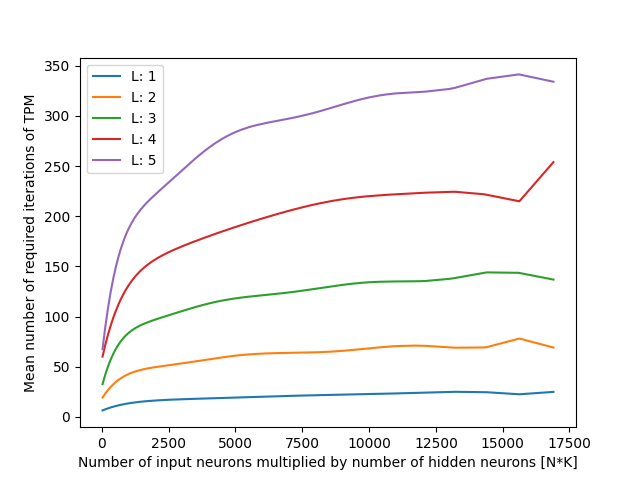 350
300
250
200
150
100
50
0
Mean number of required iterations of TPM
L: 1
L: 2
L: 3
L: 4
L: 5
0 2500 5000 7500 10000 12500 15000 17500
Number of input neurons multiplied by number of hidden neurons [N*K]